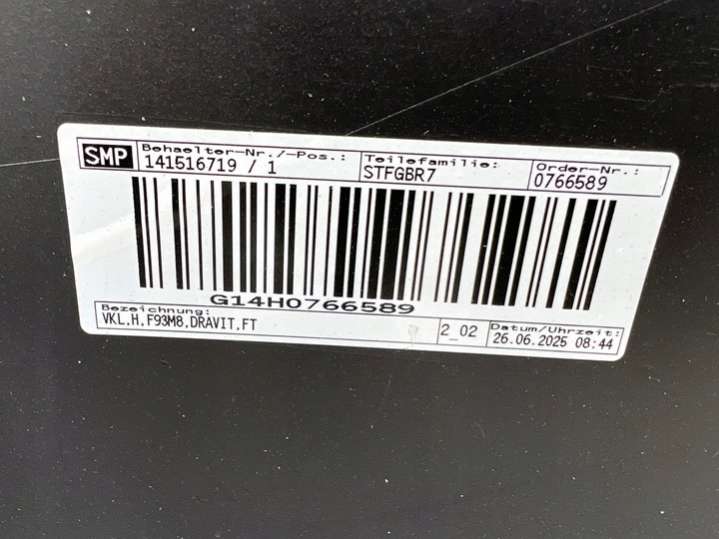 SMP
Behaelter-Nr./-Pos.:
141516719 / 1
Teilefamilie:
STFGBR7
Order-Nr.:
0766589
G14H0766589
Bezeichnung:
VKL,H,F93M8,DRAVIT,FT
2_02
Datum/Uhrzeit:
26.06.2025 08:44